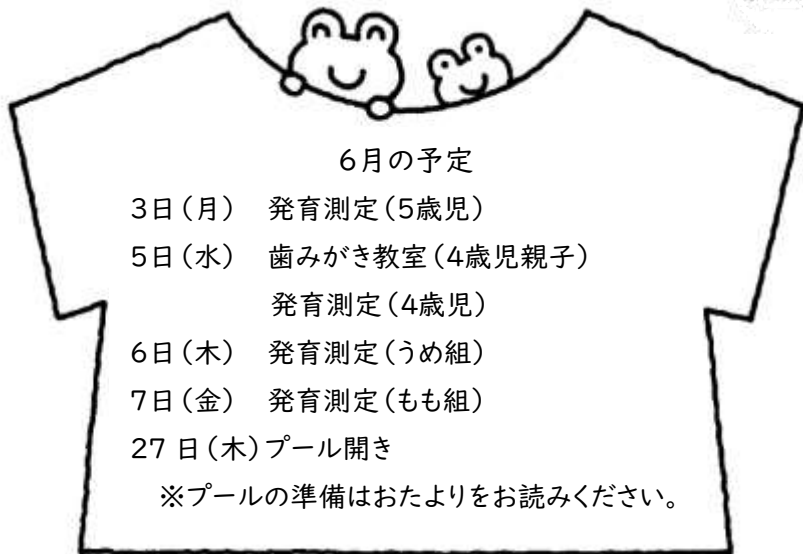 6月の予定
3日(月) 発育測定(5歳児)
5日(水) 歯みがき教室(4歳児親子)
発育測定(4歳児)
6日(木) 発育測定(うめ組)
7日(金) 発育測定(もも組)
27日(木)プール開き
※プールの準備はおたよりをお読みください。